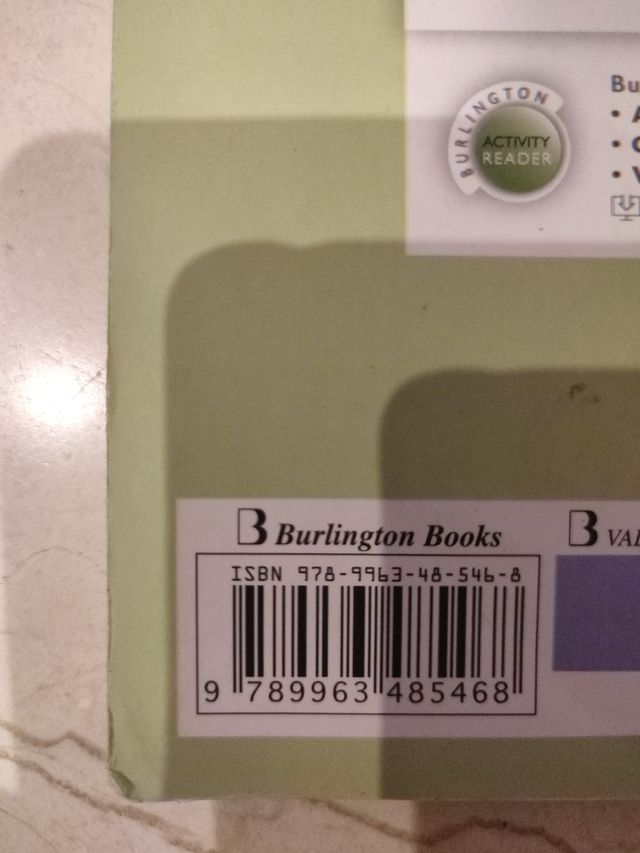 BURLINGTON
ACTIVITY
READER
Burlington Books
ISBN 978-9963-48-546-8
9 789963 485468